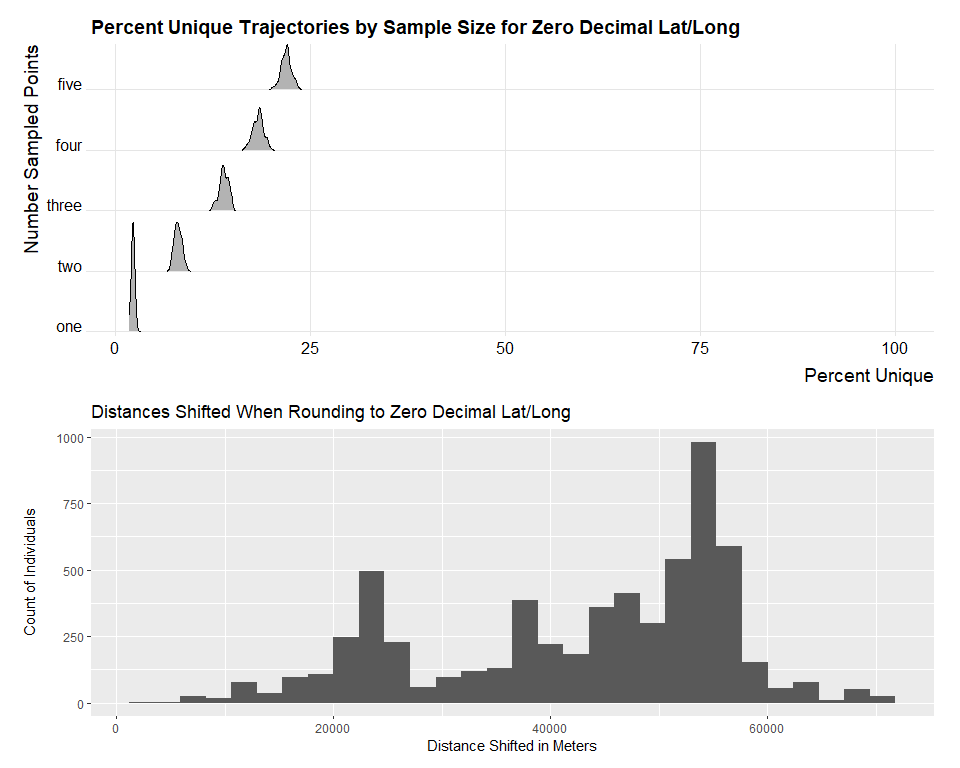 Percent Unique Trajectories by Sample Size for Zero Decimal Lat/Long
Number Sampled Points
five
four
three
two
one
0 25 50 75 100
Percent Unique
Distances Shifted When Rounding to Zero Decimal Lat/Long
Count of Individuals
1000
750
500
250
0
0 20000 40000 60000
Distance Shifted in Meters